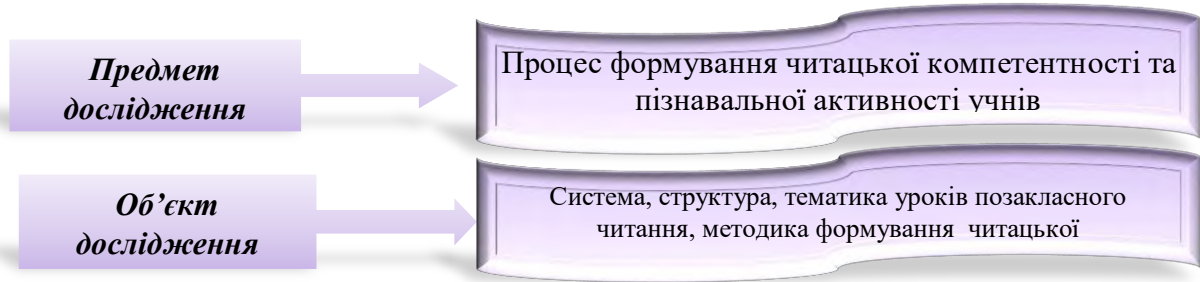 Предмет
дослідження
Процес формування читацької компетентності та
пізнавальної активності учнів
Об’єкт
дослідження
Система, структура, тематика уроків позакласного
читання, методика формування читацької